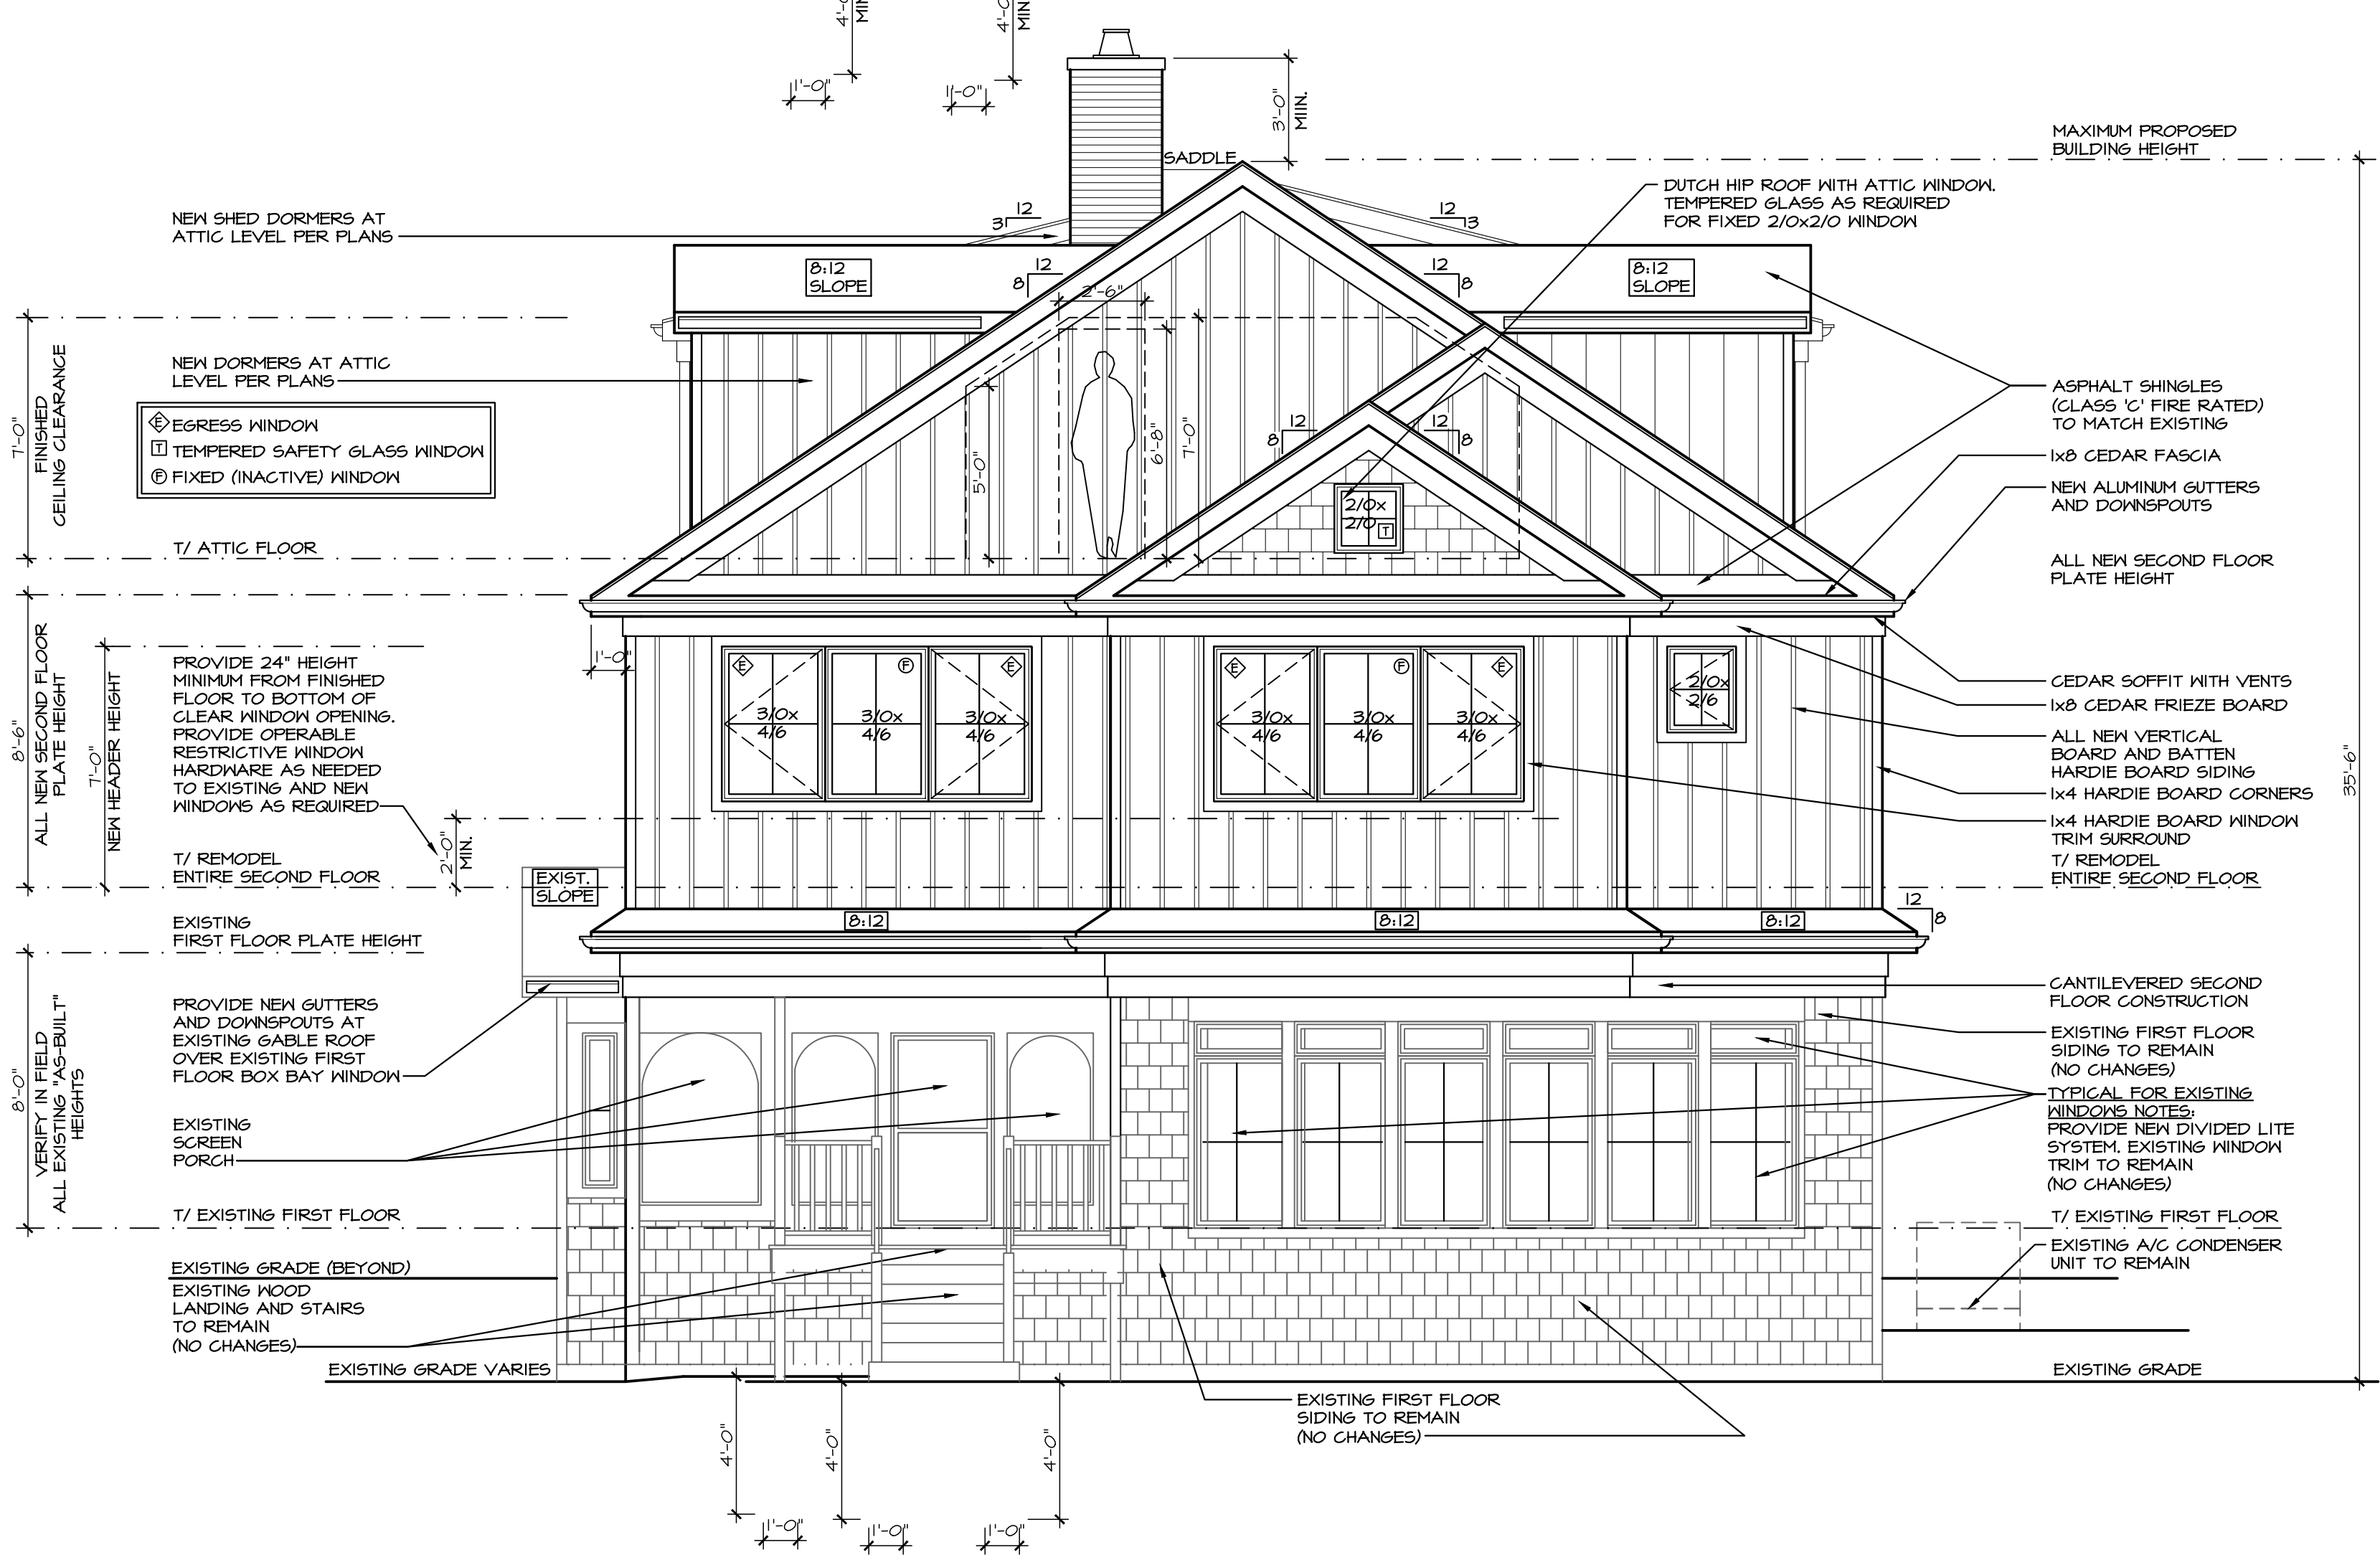 4'-0"
MIN.
4'-0"
MIN.
1'-0"
1'-0"
3'-0"
MIN.
SADDLE
MAXIMUM PROPOSED
BUILDING HEIGHT
DUTCH HIP ROOF WITH ATTIC WINDOW.
TEMPERED GLASS AS REQUIRED
FOR FIXED 2/0x2/0 WINDOW
NEW SHED DORMERS AT
ATTIC LEVEL PER PLANS
12
3
12
3
8:12
SLOPE
12
8
12
8
8:12
SLOPE
2'-6"
NEW DORMERS AT ATTIC
LEVEL PER PLANS
E EGRESS WINDOW
T TEMPERED SAFETY GLASS WINDOW
F FIXED (INACTIVE) WINDOW
7'-0"
FINISHED
CEILING CLEARANCE
T/ ATTIC FLOOR
5'-0"
6'-8"
7'-0"
12
8
12
8
2/0x
2/0
T
ASPHALT SHINGLES
(CLASS 'C' FIRE RATED)
TO MATCH EXISTING
1x8 CEDAR FASCIA
NEW ALUMINUM GUTTERS
AND DOWNSPOUTS
ALL NEW SECOND FLOOR
PLATE HEIGHT
8'-6"
ALL NEW SECOND FLOOR
PLATE HEIGHT
7'-0"
NEW HEADER HEIGHT
PROVIDE 24" HEIGHT
MINIMUM FROM FINISHED
FLOOR TO BOTTOM OF
CLEAR WINDOW OPENING.
PROVIDE OPERABLE
RESTRICTIVE WINDOW
HARDWARE AS NEEDED
TO EXISTING AND NEW
WINDOWS AS REQUIRED
1'-0"
E
F
E
3/0x
4/6
3/0x
4/6
3/0x
4/6
E
F
E
3/0x
4/6
3/0x
4/6
3/0x
4/6
2/0x
2/6
CEDAR SOFFIT WITH VENTS
1x8 CEDAR FRIEZE BOARD
ALL NEW VERTICAL
BOARD AND BATTEN
HARDIE BOARD SIDING
1x4 HARDIE BOARD CORNERS
1x4 HARDIE BOARD WINDOW
TRIM SURROUND
T/ REMODEL
ENTIRE SECOND FLOOR
35'-6"
2'-0"
MIN.
T/ REMODEL
ENTIRE SECOND FLOOR
EXIST.
SLOPE
8:12
8:12
8:12
12
8
EXISTING
FIRST FLOOR PLATE HEIGHT
8'-0"
VERIFY IN FIELD
ALL EXISTING "AS-BUILT"
HEIGHTS
PROVIDE NEW GUTTERS
AND DOWNSPOUTS AT
EXISTING GABLE ROOF
OVER EXISTING FIRST
FLOOR BOX BAY WINDOW
EXISTING
SCREEN
PORCH
T/ EXISTING FIRST FLOOR
EXISTING GRADE (BEYOND)
EXISTING WOOD
LANDING AND STAIRS
TO REMAIN
(NO CHANGES)
EXISTING GRADE VARIES
CANTILEVERED SECOND
FLOOR CONSTRUCTION
EXISTING FIRST FLOOR
SIDING TO REMAIN
(NO CHANGES)
TYPICAL FOR EXISTING
WINDOWS NOTES:
PROVIDE NEW DIVIDED LITE
SYSTEM. EXISTING WINDOW
TRIM TO REMAIN
(NO CHANGES)
T/ EXISTING FIRST FLOOR
EXISTING A/C CONDENSER
UNIT TO REMAIN
EXISTING GRADE
EXISTING FIRST FLOOR
SIDING TO REMAIN
(NO CHANGES)
4'-0"
4'-0"
4'-0"
1'-0"
1'-0"
1'-0"